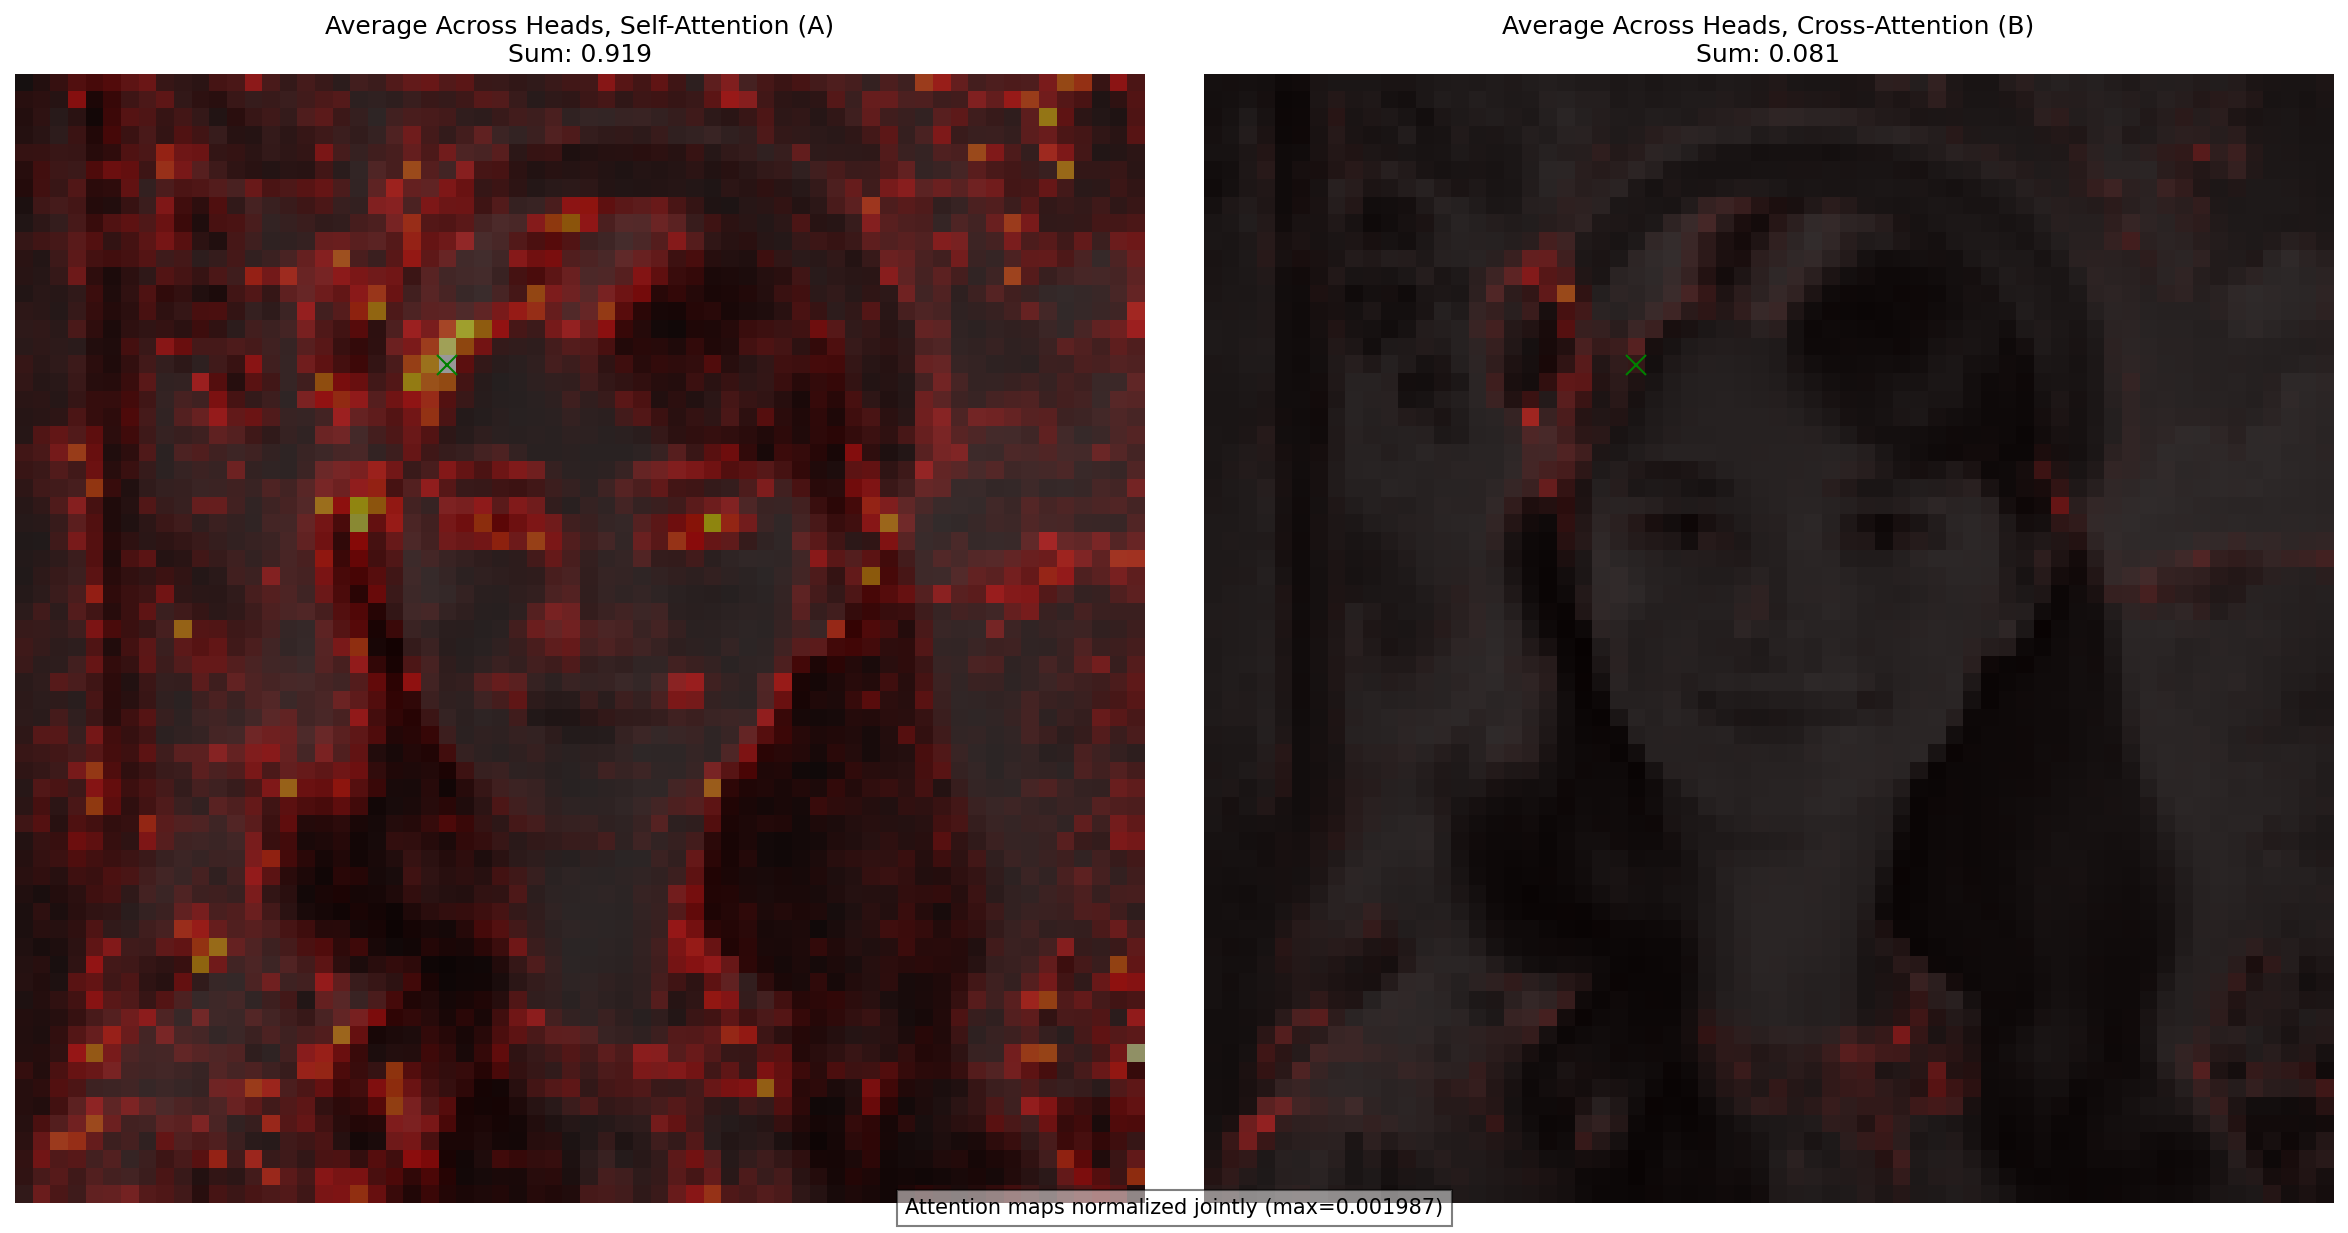 Average Across Heads, Self-Attention (A)
Sum: 0.919
Average Across Heads, Cross-Attention (B)
Sum: 0.081
Attention maps normalized jointly (max=0.001987)